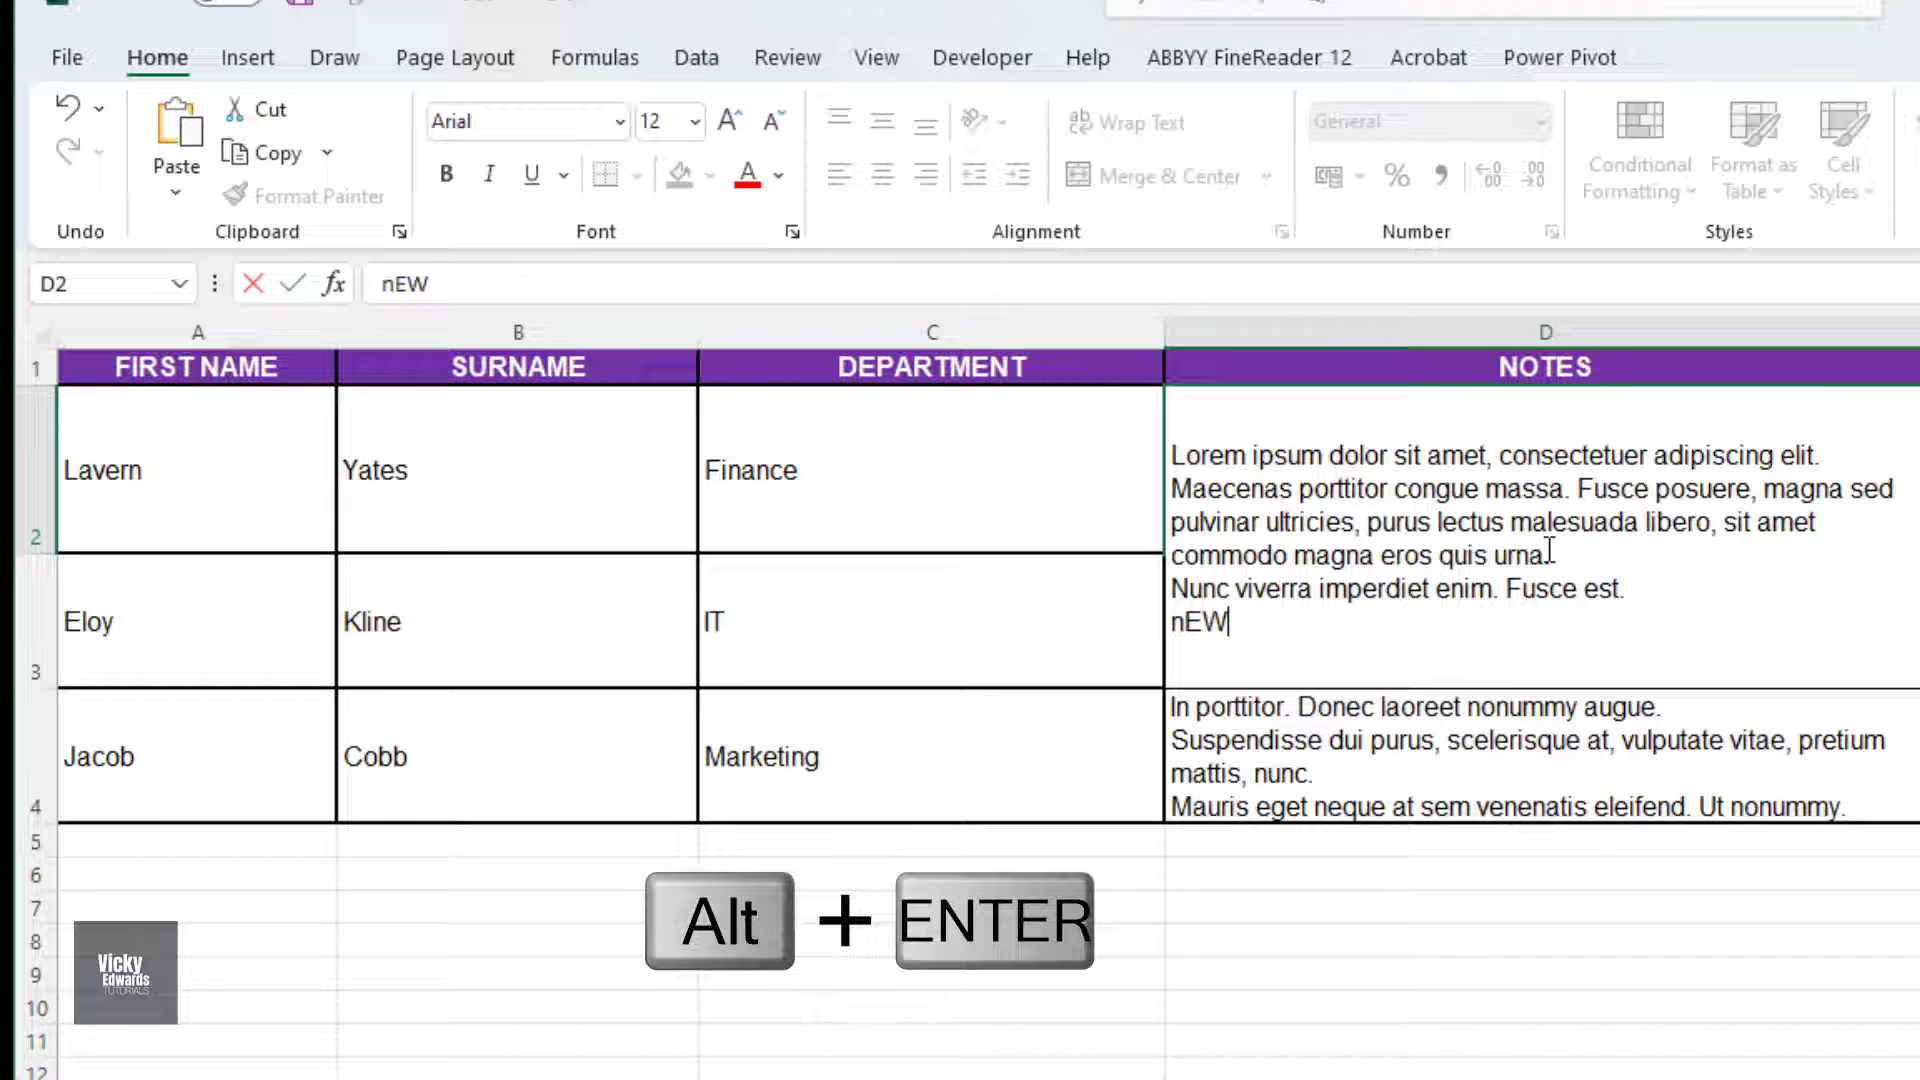 File Home Insert Draw Page Layout Formulas Data Review View Developer Help ABBYY FineReader 12 Acrobat Power Pivot
Cut
Copy
Format Painter
Paste
Arial 12
B I U
Wrap Text
Merge & Center
General
Conditional Formatting
Format as Table
Cell Styles
Undo Clipboard Font Alignment Number Styles
D2 fx nEW
A B C D
1 FIRST NAME SURNAME DEPARTMENT NOTES
2 Lavern Yates Finance
Lorem ipsum dolor sit amet, consectetuer adipiscing elit.
Maecenas porttitor congue massa. Fusce posuere, magna sed
pulvinar ultricies, purus lectus malesuada libero, sit amet
commodo magna eros quis urna.
Nunc viverra imperdiet enim. Fusce est.
nEW
3 Eloy Kline IT
4 Jacob Cobb Marketing
In porttitor. Donec laoreet nonummy augue.
Suspendisse dui purus, scelerisque at, vulputate vitae, pretium
mattis, nunc.
Mauris eget neque at sem venenatis eleifend. Ut nonummy.
5
6
7
8
9
10
11
12
Alt + ENTER
Vicky
Edwards
TUTORIALS